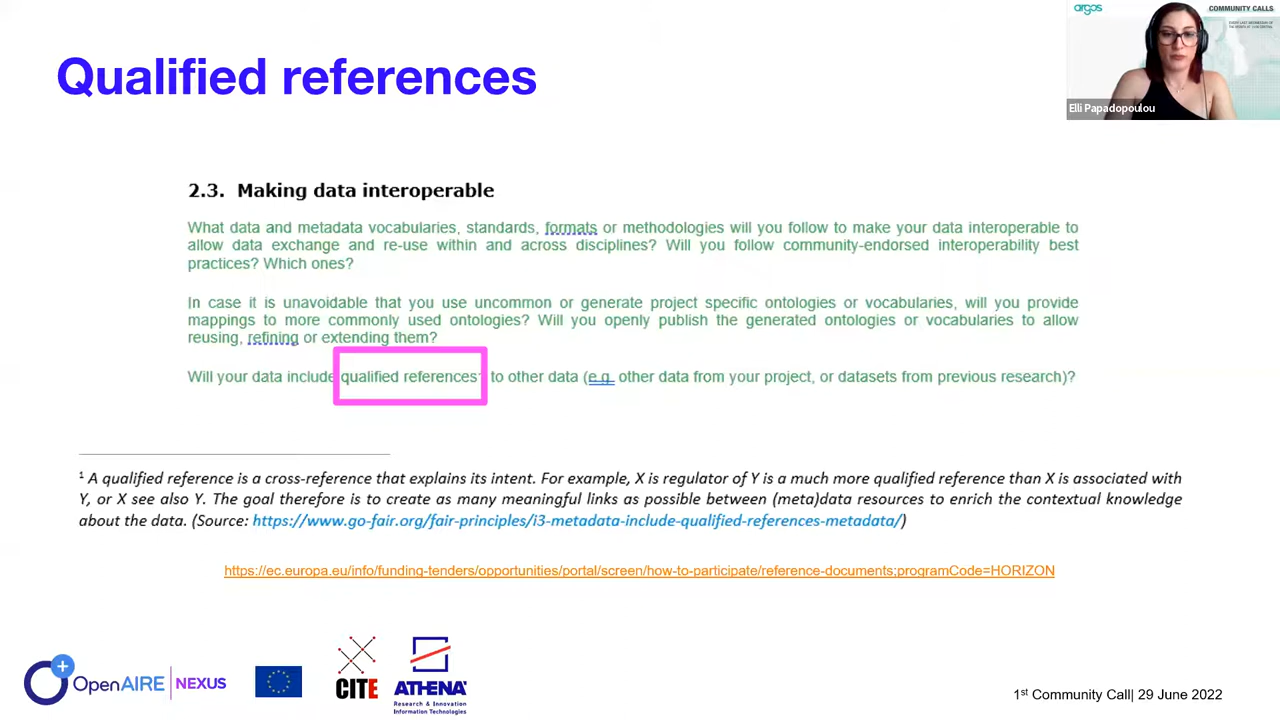 Qualified references
argos
COMMUNITY CALLS
Elli Papadopoulou
2.3. Making data interoperable
What data and metadata vocabularies, standards, formats or methodologies will you follow to make your data interoperable to
allow data exchange and re-use within and across disciplines? Will you follow community-endorsed interoperability best
practices? Which ones?
In case it is unavoidable that you use uncommon or generate project specific ontologies or vocabularies, will you provide
mappings to more commonly used ontologies? Will you openly publish the generated ontologies or vocabularies to allow
reusing, refining or extending them?
Will your data include qualified references¹ to other data (e.g. other data from your project, or datasets from previous research)?
¹ A qualified reference is a cross-reference that explains its intent. For example, X is regulator of Y is a much more qualified reference than X is associated with
Y, or X see also Y. The goal therefore is to create as many meaningful links as possible between (meta)data resources to enrich the contextual knowledge
about the data. (Source: https://www.go-fair.org/fair-principles/i3-metadata-include-qualified-references-metadata/)
https://ec.europa.eu/info/funding-tenders/opportunities/portal/screen/how-to-participate/reference-documents;programCode=HORIZON
OpenAIRE NEXUS
CITE
ATHENA
Research & Innovation
Information Technologies
1st Community Call| 29 June 2022